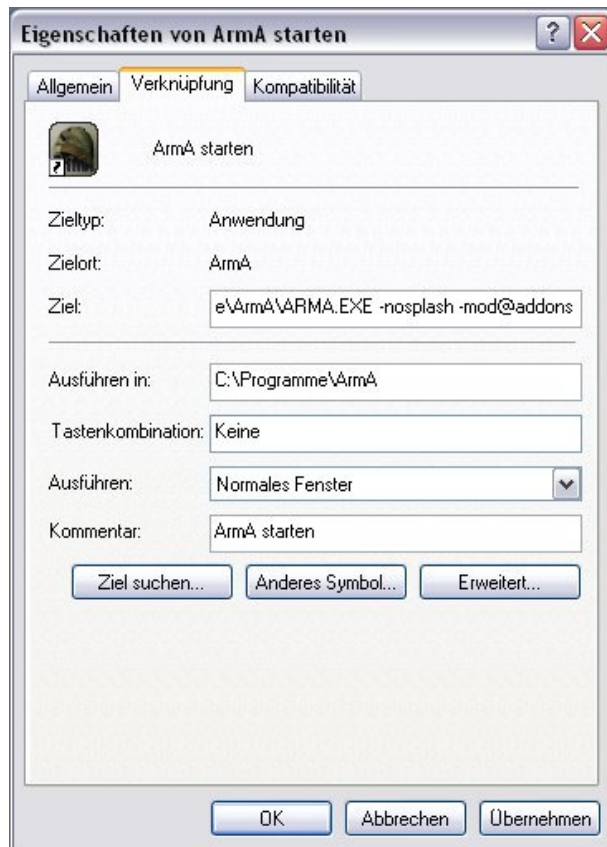 Eigenschaften von ArmA starten
Allgemein Verknüpfung Kompatibilität
ArmA starten
Zieltyp: Anwendung
Zielort: ArmA
Ziel: e\ArmA\ARMA.EXE -nosplash -mod@addons
Ausführen in: C:\Programme\ArmA
Tastenkombination: Keine
Ausführen: Normales Fenster
Kommentar: ArmA starten
Ziel suchen... Anderes Symbol... Erweitert...
OK Abbrechen Übernehmen